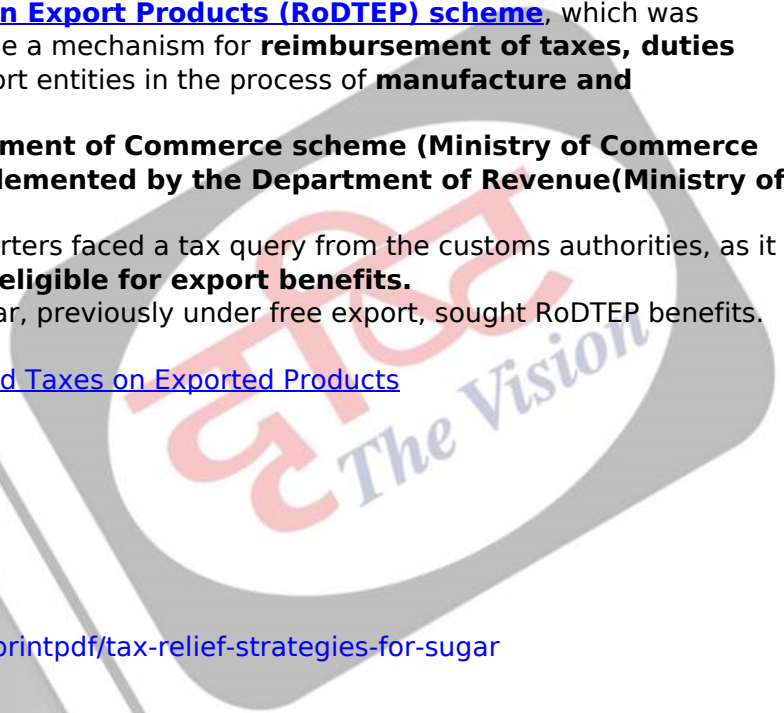 n Export Products (RoDTEP) scheme, which was
e a mechanism for reimbursement of taxes, duties
ort entities in the process of manufacture and
ment of Commerce scheme (Ministry of Commerce
lemented by the Department of Revenue(Ministry of
rters faced a tax query from the customs authorities, as it
eligible for export benefits.
ar, previously under free export, sought RoDTEP benefits.
d Taxes on Exported Products
दृष्टि
The Vision
printpdf/tax-relief-strategies-for-sugar